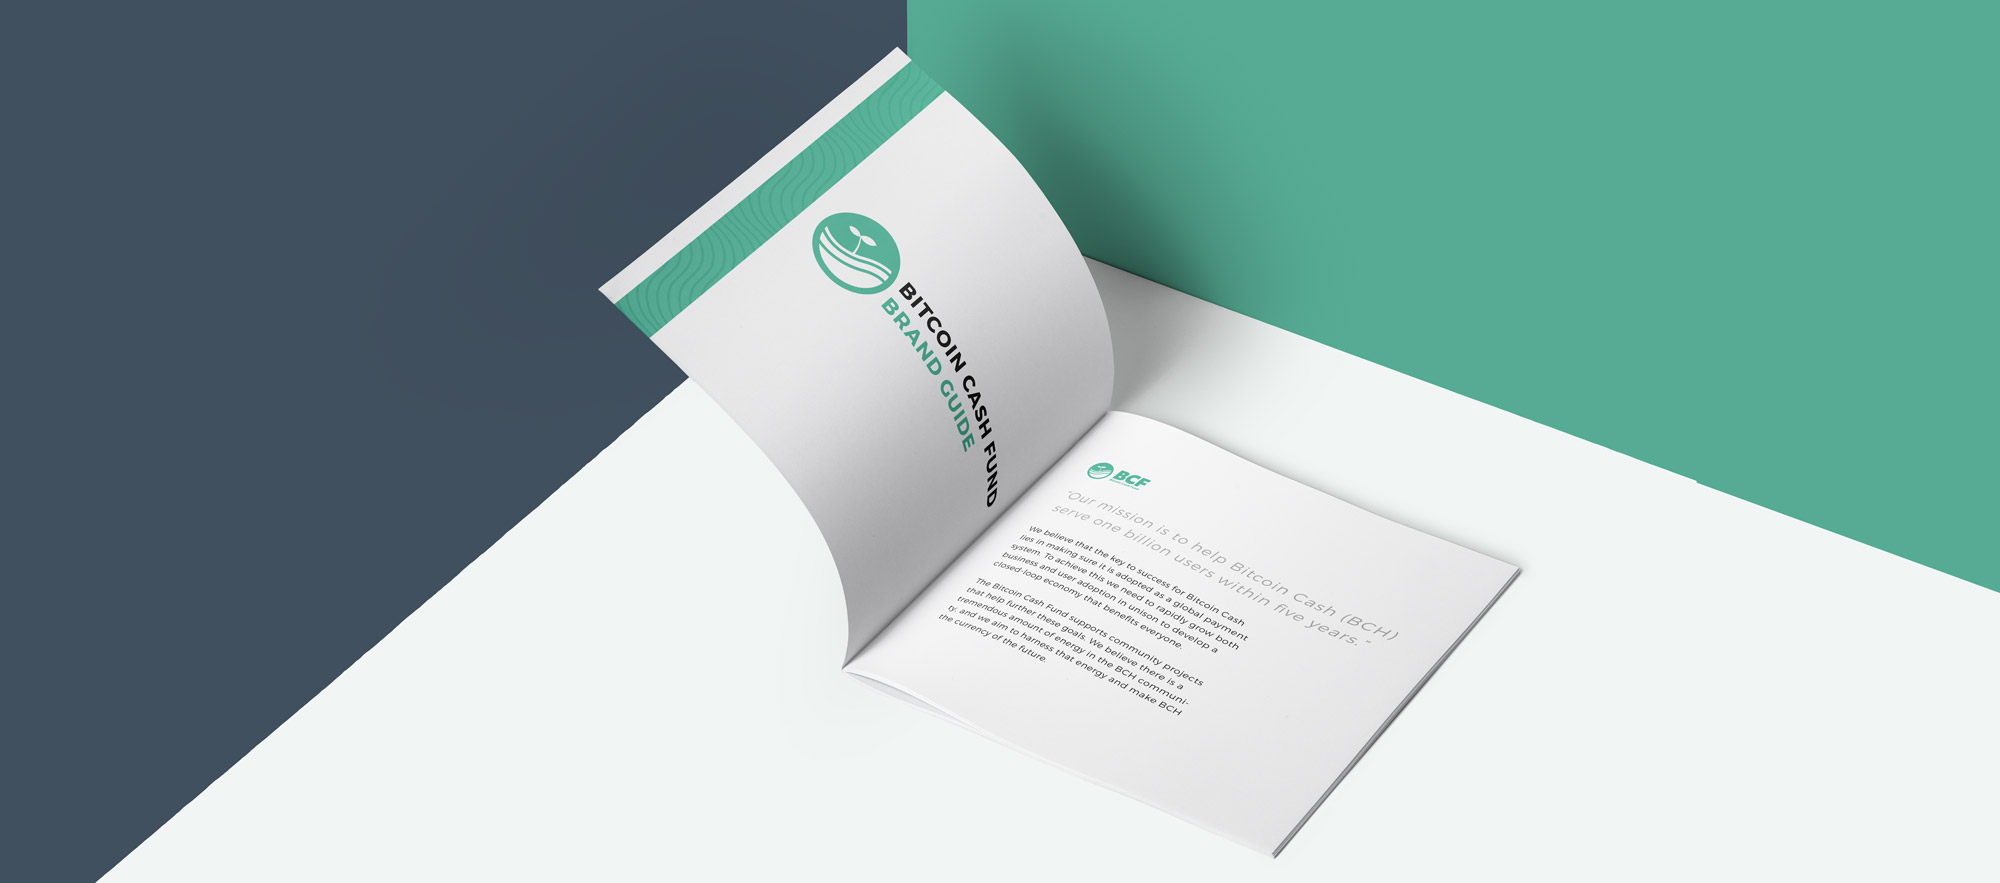 BITCOIN CASH FUND
BRAND GUIDE
BCF
"Our mission is to help Bitcoin Cash (BCH)
serve one billion users within five years. "
We believe that the key to success for Bitcoin Cash
lies in making sure it is adopted as a global payment
system. To achieve this we need to rapidly grow both
business and user adoption in unison to develop a
closed-loop economy that benefits everyone.
The Bitcoin Cash Fund supports community projects
that help further these goals. We believe there is a
tremendous amount of energy in the BCH communi-
ty, and we aim to harness that energy and make BCH
the currency of the future.